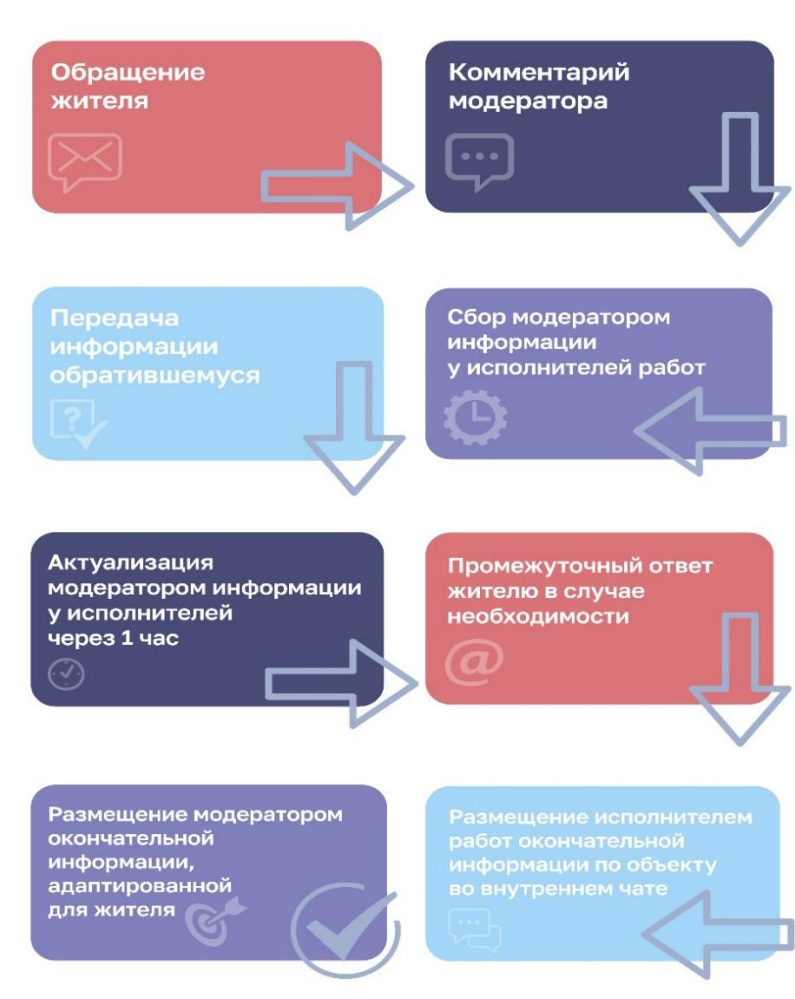 Обращение
жителя
Комментарий
модератора
Передача
информации
обратившемуся
Сбор модератором
информации
у исполнителей работ
Актуализация
модератором информации
у исполнителей
через 1 час
Промежуточный ответ
жителю в случае
необходимости
@
Размещение модератором
окончательной
информации,
адаптированной
для жителя
Размещение исполнителем
работ окончательной
информации по объекту
во внутреннем чате